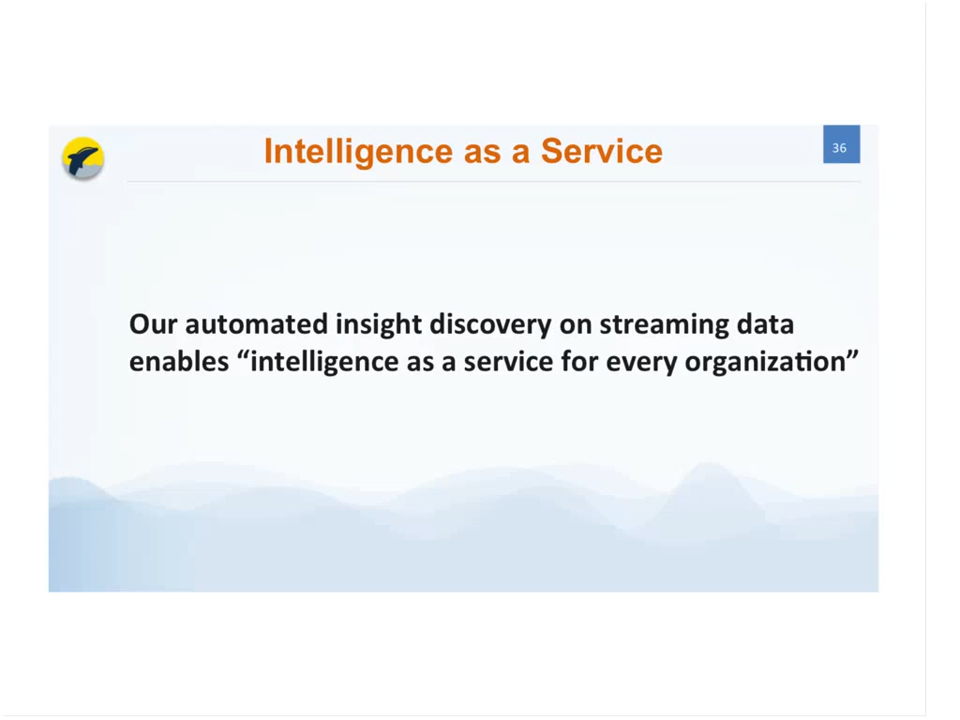 Intelligence as a Service
36
Our automated insight discovery on streaming data
enables “intelligence as a service for every organization”